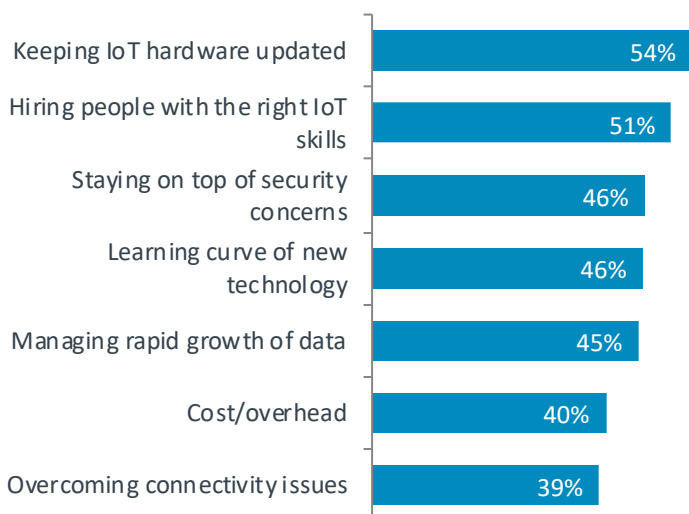 Keeping IoT hardware updated
54%
Hiring people with the right IoT
skills
51%
Staying on top of security
concerns
46%
Learning curve of new
technology
46%
Managing rapid growth of data
45%
Cost/overhead
40%
Overcoming connectivity issues
39%